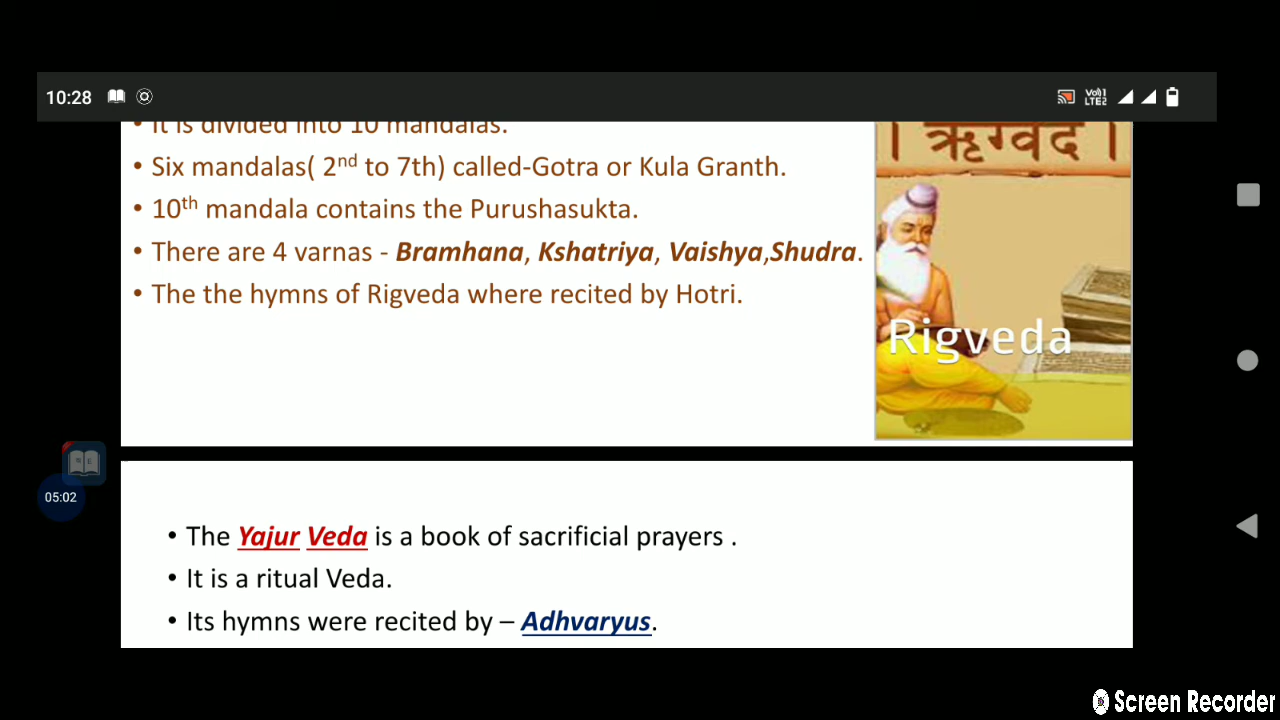 10:28
Vo)) 1
LTE2
• It is divided into 10 mandalas.
• Six mandalas( 2nd to 7th) called-Gotra or Kula Granth.
• 10th mandala contains the Purushasukta.
• There are 4 varnas - Bramhana, Kshatriya, Vaishya,Shudra.
• The the hymns of Rigveda where recited by Hotri.
। ऋग्वेद ।
Rigveda
05:02
• The Yajur Veda is a book of sacrificial prayers .
• It is a ritual Veda.
• Its hymns were recited by – Adhvaryus.
Screen Recorder